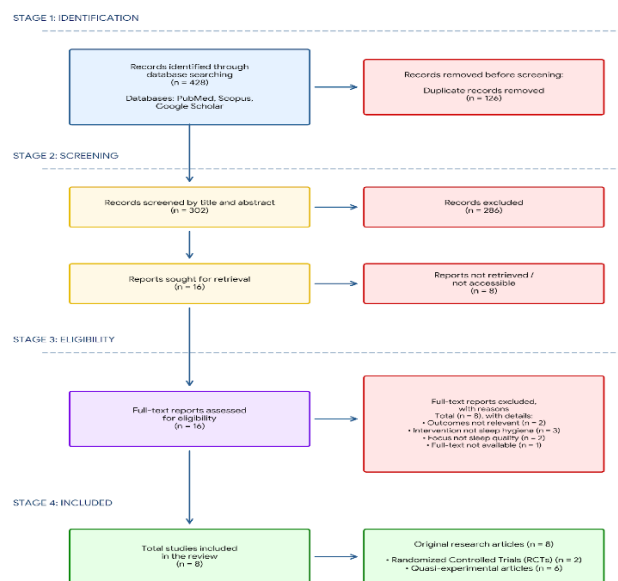 STAGE 1: IDENTIFICATION
Records identified through
database searching
(n = 428)
Databases: PubMed, Scopus,
Google Scholar
Records removed before screening:
Duplicate records removed
(n = 126)
STAGE 2: SCREENING
Records screened by title and abstract
(n = 302)
Records excluded
(n = 286)
Reports sought for retrieval
(n = 16)
Reports not retrieved /
not accessible
(n = 8)
STAGE 3: ELIGIBILITY
Full-text reports assessed
for eligibility
(n = 16)
Full-text reports excluded,
with reasons
Total (n = 8), with details:
• Outcomes not relevant (n = 2)
• Intervention not sleep hygiene (n = 3)
• Focus not sleep quality (n = 2)
• Full-text not available (n = 1)
STAGE 4: INCLUDED
Total studies included
in the review
(n = 8)
Original research articles (n = 8)
• Randomized Controlled Trials (RCTs) (n = 2)
• Quasi-experimental articles (n = 6)